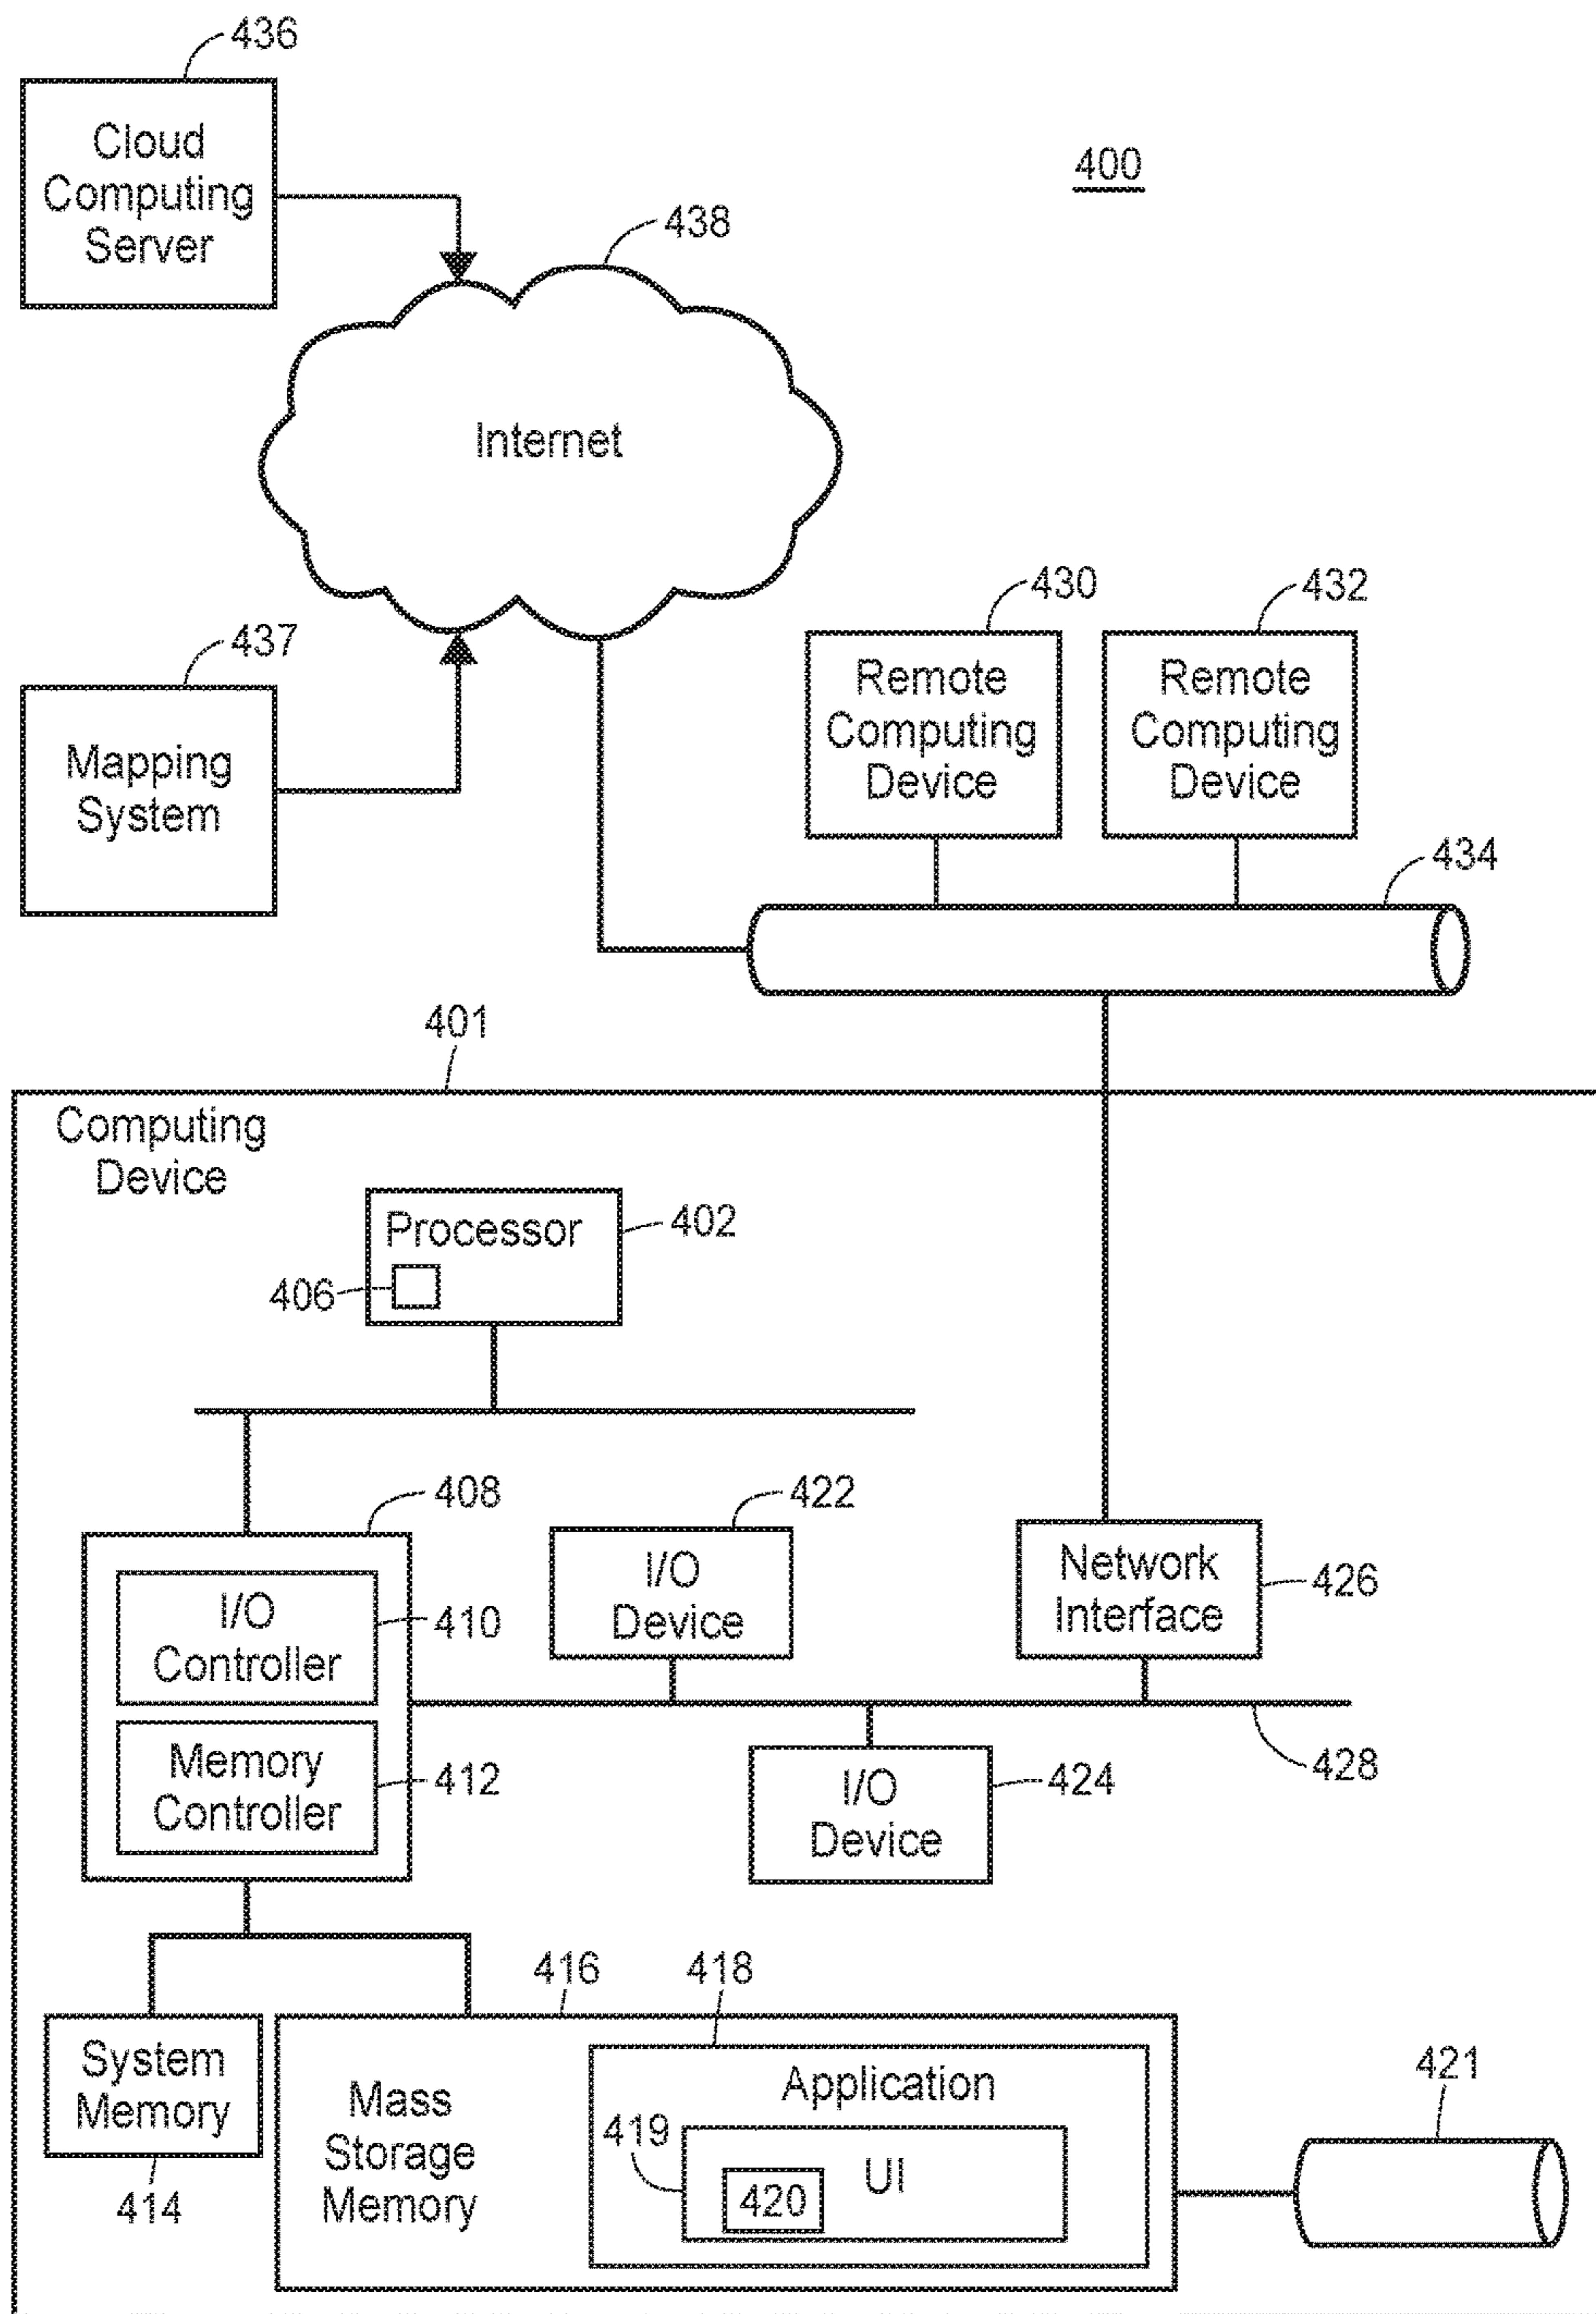 436
Cloud
Computing
Server
400
438
Internet
430
432
Remote
Computing
Device
Remote
Computing
Device
437
Mapping
System
434
401
Computing
Device
Processor
402
406
408
422
I/O
Device
Network
Interface
426
I/O
Controller
410
Memory
Controller
412
428
I/O
Device
424
416
418
System
Memory
414
Mass
Storage
Memory
Application
419
UI
420
421